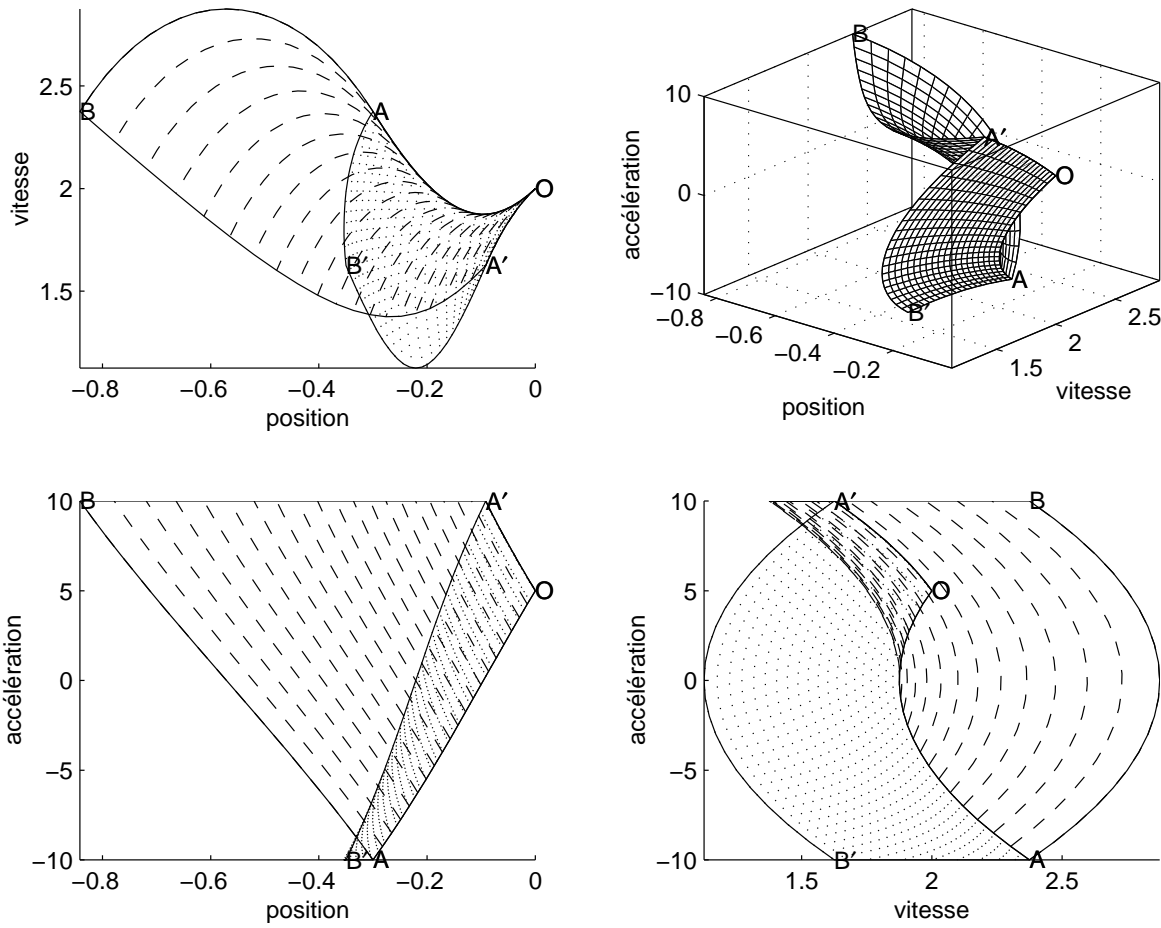 2.5
2
1.5
vitesse
B
A
O
B′
A′
−0.8
−0.6
−0.4
−0.2
0
position
10
0
−10
accélération
B
A′
O
A
B′
−0.8
−0.6
−0.4
−0.2
position
1.5
2
2.5
vitesse
10
5
0
−5
−10
accélération
B
A′
O
B′
A
−0.8
−0.6
−0.4
−0.2
0
position
10
5
0
−5
−10
accélération
A′
B
O
B′
A
1.5
2
2.5
vitesse